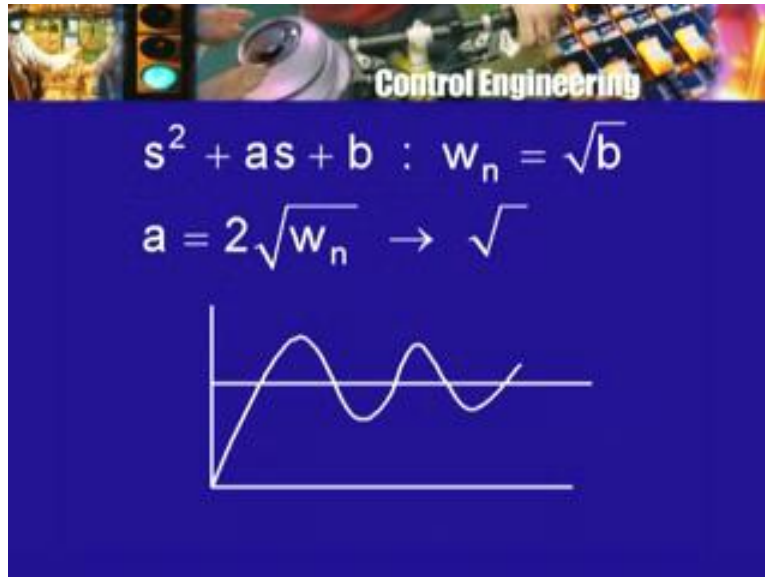 Control Engineering
s² + as + b : wₙ = √b
a = 2√wₙ → √